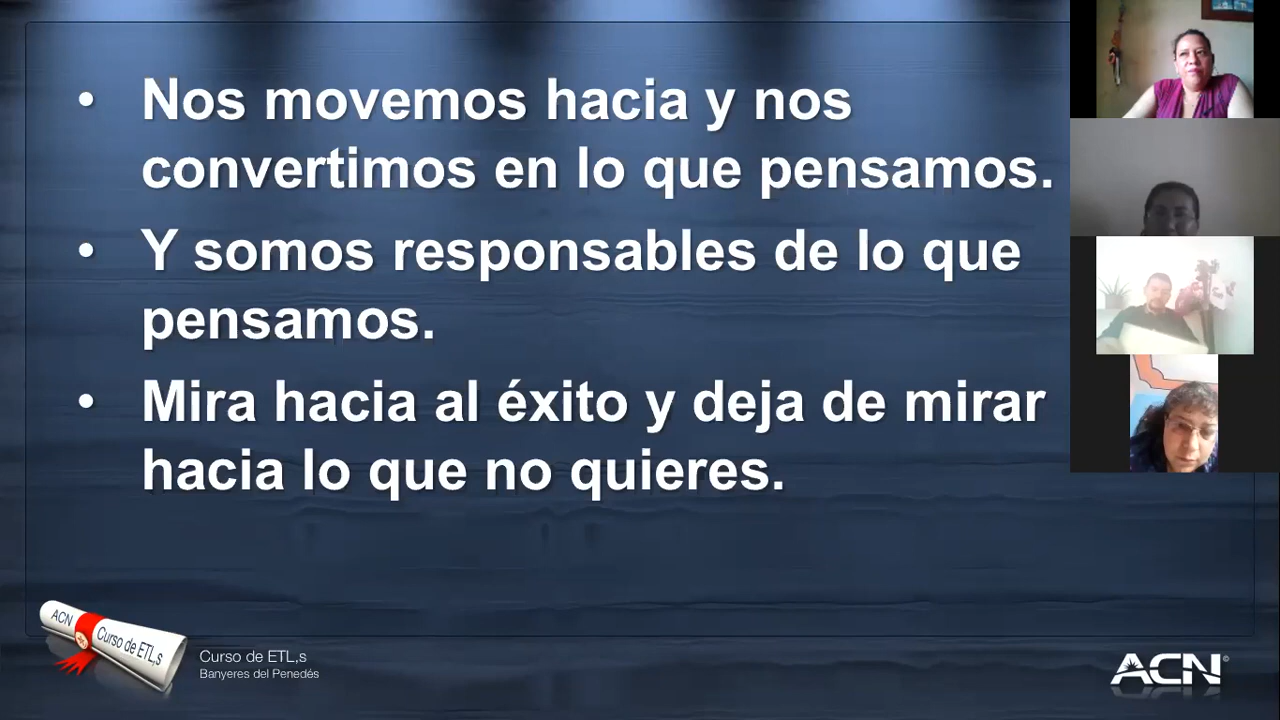 • Nos movemos hacia y nos
convertimos en lo que pensamos.
• Y somos responsables de lo que
pensamos.
• Mira hacia al éxito y deja de mirar
hacia lo que no quieres.
ACN
Curso de ETL,s
Curso de ETL,s
Banyeres del Penedés
ACN©